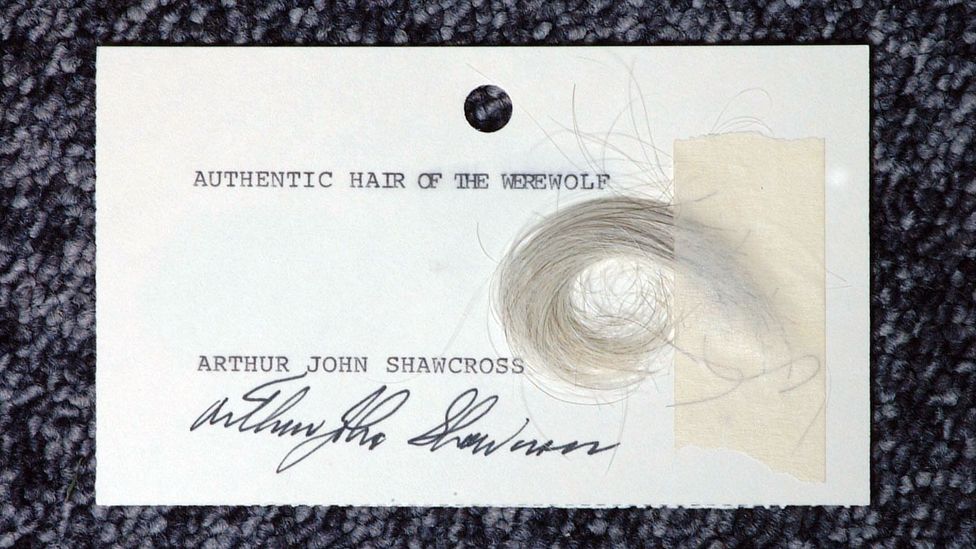 AUTHENTIC HAIR OF THE WEREWOLF
ARTHUR JOHN SHAWCROSS
Arthur John Shawcross